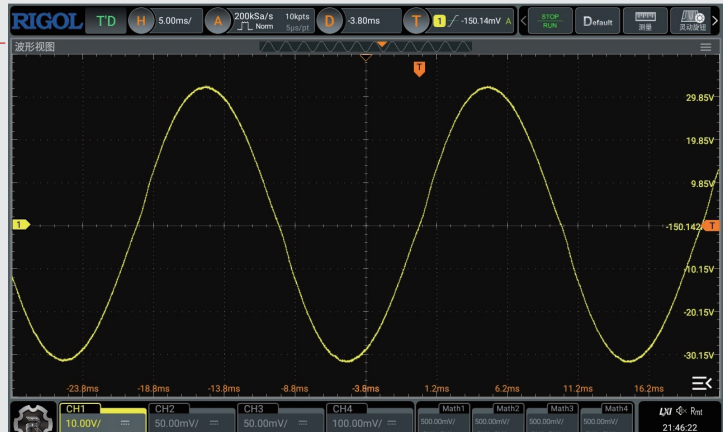 RIGOL T'D H 5.00ms/ A 200kSa/s Norm 10kpts 5μs/pt D -3.80ms T 1 -150.14mV A STOP RUN Default 测量 灵动旋钮
波形视图
T
29.85V
19.85V
9.85V
1 -150.142 T
-10.15V
-20.15V
-30.15V
-23.8ms -18.8ms -13.8ms -8.8ms -3.8ms 1.2ms 6.2ms 11.2ms 16.2ms
CH1 CH2 CH3 CH4 Math1 Math2 Math3 Math4 LXI Rmt
10.00V/ 50.00mV/ 50.00mV/ 100.00mV/ 500.00mV/ 500.00mV/ 500.00mV/ 500.00mV/
21:46:22